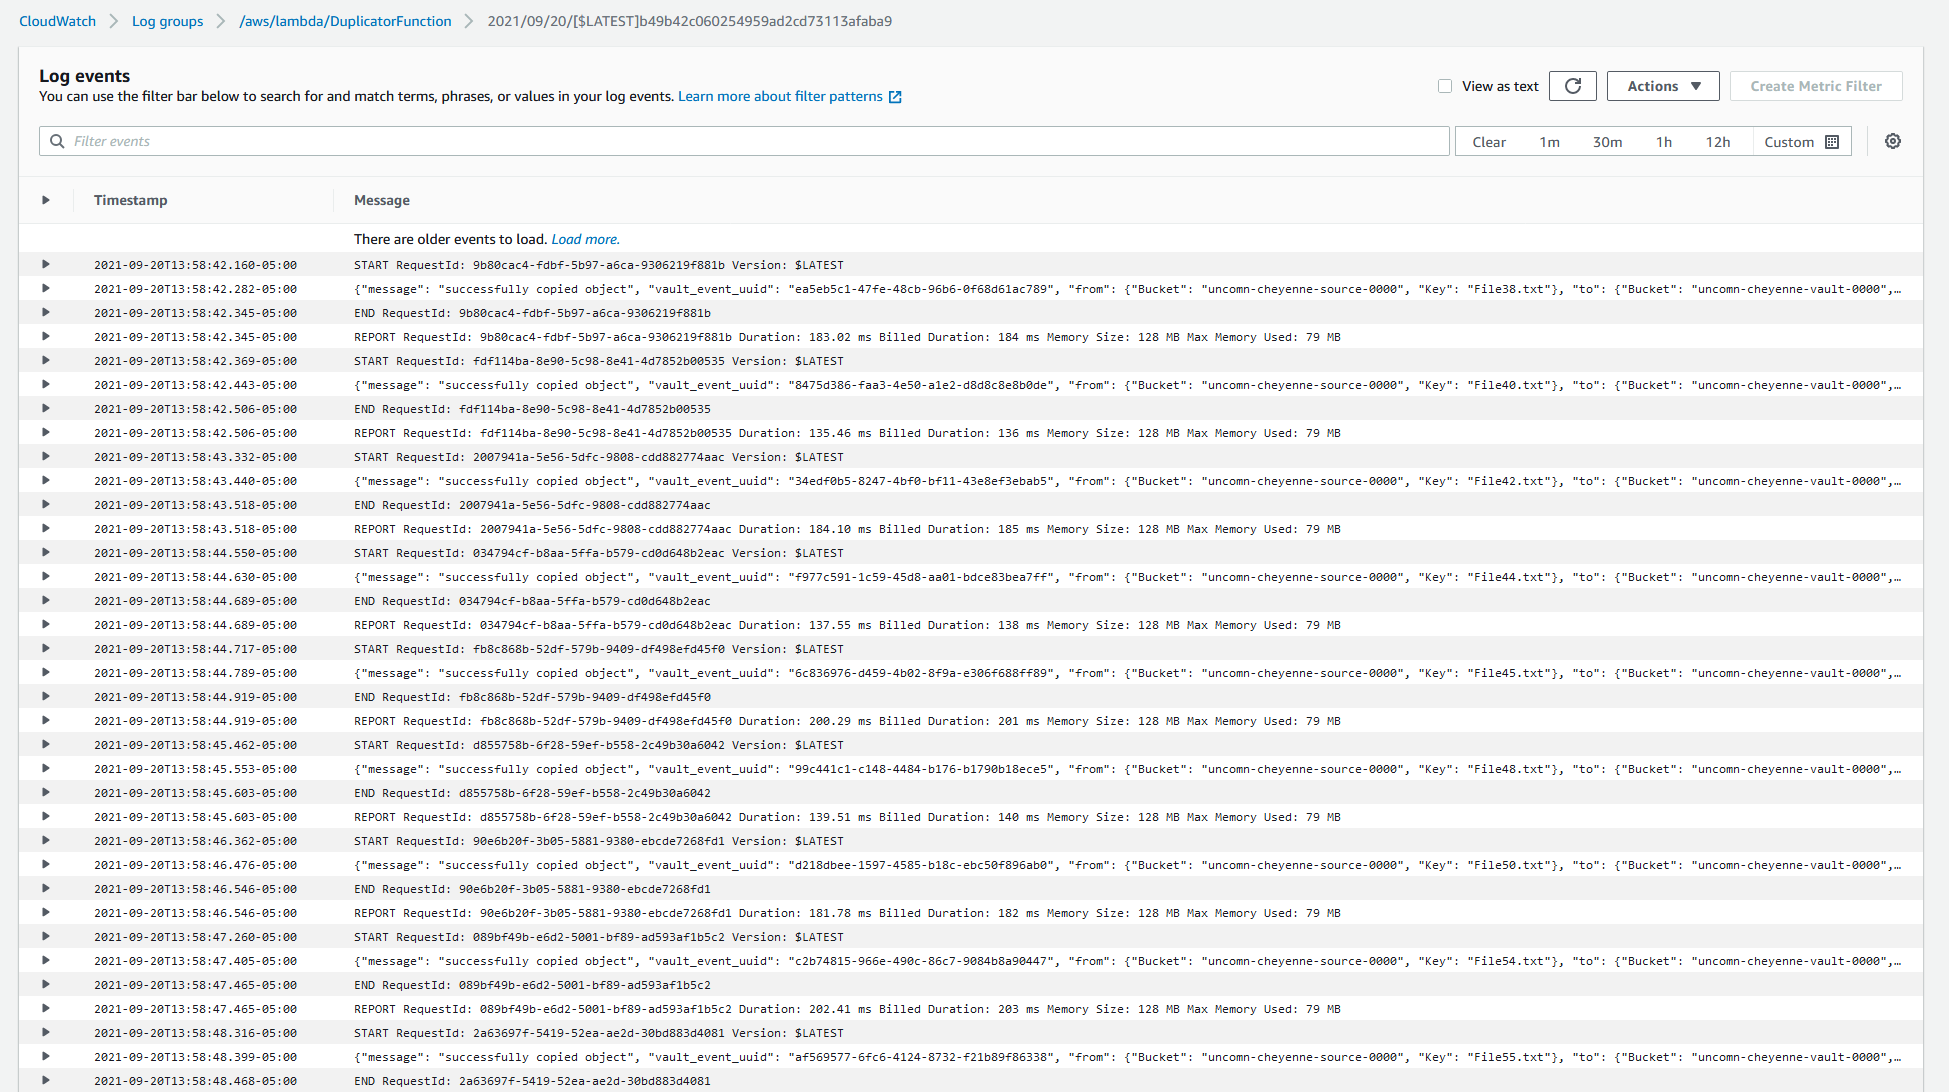 CloudWatch > Log groups > /aws/lambda/DuplicatorFunction > 2021/09/20/[$LATEST]b49b42c060254959ad2cd73113afaba9
Log events
You can use the filter bar below to search for and match terms, phrases, or values in your log events. Learn more about filter patterns
View as text Actions Create Metric Filter
Filter events Clear 1m 30m 1h 12h Custom
Timestamp Message
There are older events to load. Load more.
2021-09-20T13:58:42.160-05:00 START RequestId: 9b80cac4-fdbf-5b97-a6ca-9306219f881b Version: $LATEST
2021-09-20T13:58:42.282-05:00 {"message": "successfully copied object", "vault_event_uuid": "ea5eb5c1-47fe-48cb-96b6-0f68d61ac789", "from": {"Bucket": "uncomn-cheyenne-source-0000", "Key": "File38.txt"}, "to": {"Bucket": "uncomn-cheyenne-vault-0000",…
2021-09-20T13:58:42.345-05:00 END RequestId: 9b80cac4-fdbf-5b97-a6ca-9306219f881b
2021-09-20T13:58:42.345-05:00 REPORT RequestId: 9b80cac4-fdbf-5b97-a6ca-9306219f881b Duration: 183.02 ms Billed Duration: 184 ms Memory Size: 128 MB Max Memory Used: 79 MB
2021-09-20T13:58:42.369-05:00 START RequestId: fdf114ba-8e90-5c98-8e41-4d7852b00535 Version: $LATEST
2021-09-20T13:58:42.443-05:00 {"message": "successfully copied object", "vault_event_uuid": "8475d386-faa3-4e50-a1e2-d8d8c8e8b0de", "from": {"Bucket": "uncomn-cheyenne-source-0000", "Key": "File40.txt"}, "to": {"Bucket": "uncomn-cheyenne-vault-0000",…
2021-09-20T13:58:42.506-05:00 END RequestId: fdf114ba-8e90-5c98-8e41-4d7852b00535
2021-09-20T13:58:42.506-05:00 REPORT RequestId: fdf114ba-8e90-5c98-8e41-4d7852b00535 Duration: 135.46 ms Billed Duration: 136 ms Memory Size: 128 MB Max Memory Used: 79 MB
2021-09-20T13:58:43.332-05:00 START RequestId: 2007941a-5e56-5dfc-9808-cdd882774aac Version: $LATEST
2021-09-20T13:58:43.440-05:00 {"message": "successfully copied object", "vault_event_uuid": "34edf0b5-8247-4bf0-bf11-43e8ef3ebab5", "from": {"Bucket": "uncomn-cheyenne-source-0000", "Key": "File42.txt"}, "to": {"Bucket": "uncomn-cheyenne-vault-0000",…
2021-09-20T13:58:43.518-05:00 END RequestId: 2007941a-5e56-5dfc-9808-cdd882774aac
2021-09-20T13:58:43.518-05:00 REPORT RequestId: 2007941a-5e56-5dfc-9808-cdd882774aac Duration: 184.10 ms Billed Duration: 185 ms Memory Size: 128 MB Max Memory Used: 79 MB
2021-09-20T13:58:44.550-05:00 START RequestId: 034794cf-b8aa-5ffa-b579-cd0d648b2eac Version: $LATEST
2021-09-20T13:58:44.630-05:00 {"message": "successfully copied object", "vault_event_uuid": "f977c591-1c59-45d8-aa01-bdce83bea7ff", "from": {"Bucket": "uncomn-cheyenne-source-0000", "Key": "File44.txt"}, "to": {"Bucket": "uncomn-cheyenne-vault-0000",…
2021-09-20T13:58:44.689-05:00 END RequestId: 034794cf-b8aa-5ffa-b579-cd0d648b2eac
2021-09-20T13:58:44.689-05:00 REPORT RequestId: 034794cf-b8aa-5ffa-b579-cd0d648b2eac Duration: 137.55 ms Billed Duration: 138 ms Memory Size: 128 MB Max Memory Used: 79 MB
2021-09-20T13:58:44.717-05:00 START RequestId: fb8c868b-52df-579b-9409-df498efd45f0 Version: $LATEST
2021-09-20T13:58:44.789-05:00 {"message": "successfully copied object", "vault_event_uuid": "6c836976-d459-4b02-8f9a-e306f688ff89", "from": {"Bucket": "uncomn-cheyenne-source-0000", "Key": "File45.txt"}, "to": {"Bucket": "uncomn-cheyenne-vault-0000",…
2021-09-20T13:58:44.919-05:00 END RequestId: fb8c868b-52df-579b-9409-df498efd45f0
2021-09-20T13:58:44.919-05:00 REPORT RequestId: fb8c868b-52df-579b-9409-df498efd45f0 Duration: 200.29 ms Billed Duration: 201 ms Memory Size: 128 MB Max Memory Used: 79 MB
2021-09-20T13:58:45.462-05:00 START RequestId: d855758b-6f28-59ef-b558-2c49b30a6042 Version: $LATEST
2021-09-20T13:58:45.553-05:00 {"message": "successfully copied object", "vault_event_uuid": "99c441c1-c148-4484-b176-b1790b18ece5", "from": {"Bucket": "uncomn-cheyenne-source-0000", "Key": "File48.txt"}, "to": {"Bucket": "uncomn-cheyenne-vault-0000",…
2021-09-20T13:58:45.603-05:00 END RequestId: d855758b-6f28-59ef-b558-2c49b30a6042
2021-09-20T13:58:45.603-05:00 REPORT RequestId: d855758b-6f28-59ef-b558-2c49b30a6042 Duration: 139.51 ms Billed Duration: 140 ms Memory Size: 128 MB Max Memory Used: 79 MB
2021-09-20T13:58:46.362-05:00 START RequestId: 90e6b20f-3b05-5881-9380-ebcde7268fd1 Version: $LATEST
2021-09-20T13:58:46.476-05:00 {"message": "successfully copied object", "vault_event_uuid": "d218dbee-1597-4585-b18c-ebc50f896ab0", "from": {"Bucket": "uncomn-cheyenne-source-0000", "Key": "File50.txt"}, "to": {"Bucket": "uncomn-cheyenne-vault-0000",…
2021-09-20T13:58:46.546-05:00 END RequestId: 90e6b20f-3b05-5881-9380-ebcde7268fd1
2021-09-20T13:58:46.546-05:00 REPORT RequestId: 90e6b20f-3b05-5881-9380-ebcde7268fd1 Duration: 181.78 ms Billed Duration: 182 ms Memory Size: 128 MB Max Memory Used: 79 MB
2021-09-20T13:58:47.260-05:00 START RequestId: 089bf49b-e6d2-5001-bf89-ad593af1b5c2 Version: $LATEST
2021-09-20T13:58:47.405-05:00 {"message": "successfully copied object", "vault_event_uuid": "c2b74815-966e-490c-86c7-9084b8a90447", "from": {"Bucket": "uncomn-cheyenne-source-0000", "Key": "File54.txt"}, "to": {"Bucket": "uncomn-cheyenne-vault-0000",…
2021-09-20T13:58:47.465-05:00 END RequestId: 089bf49b-e6d2-5001-bf89-ad593af1b5c2
2021-09-20T13:58:47.465-05:00 REPORT RequestId: 089bf49b-e6d2-5001-bf89-ad593af1b5c2 Duration: 202.41 ms Billed Duration: 203 ms Memory Size: 128 MB Max Memory Used: 79 MB
2021-09-20T13:58:48.316-05:00 START RequestId: 2a63697f-5419-52ea-ae2d-30bd883d4081 Version: $LATEST
2021-09-20T13:58:48.399-05:00 {"message": "successfully copied object", "vault_event_uuid": "af569577-6fc6-4124-8732-f21b89f86338", "from": {"Bucket": "uncomn-cheyenne-source-0000", "Key": "File55.txt"}, "to": {"Bucket": "uncomn-cheyenne-vault-0000",…
2021-09-20T13:58:48.468-05:00 END RequestId: 2a63697f-5419-52ea-ae2d-30bd883d4081